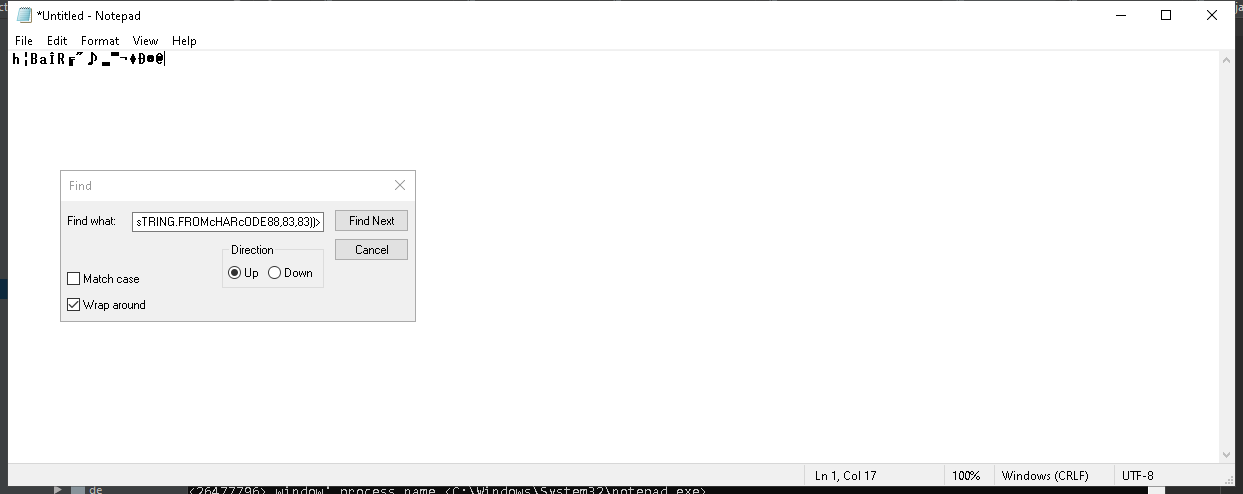 *Untitled - Notepad
File Edit Format View Help
Find
Find what: sTRING.FROMcHARcODE88,83,83))> Find Next
Direction Cancel
Up Down
Match case
Wrap around
Ln 1, Col 17 100% Windows (CRLF) UTF-8
de <26477796> window' process name <C:\Windows\System32\notepad.exe>